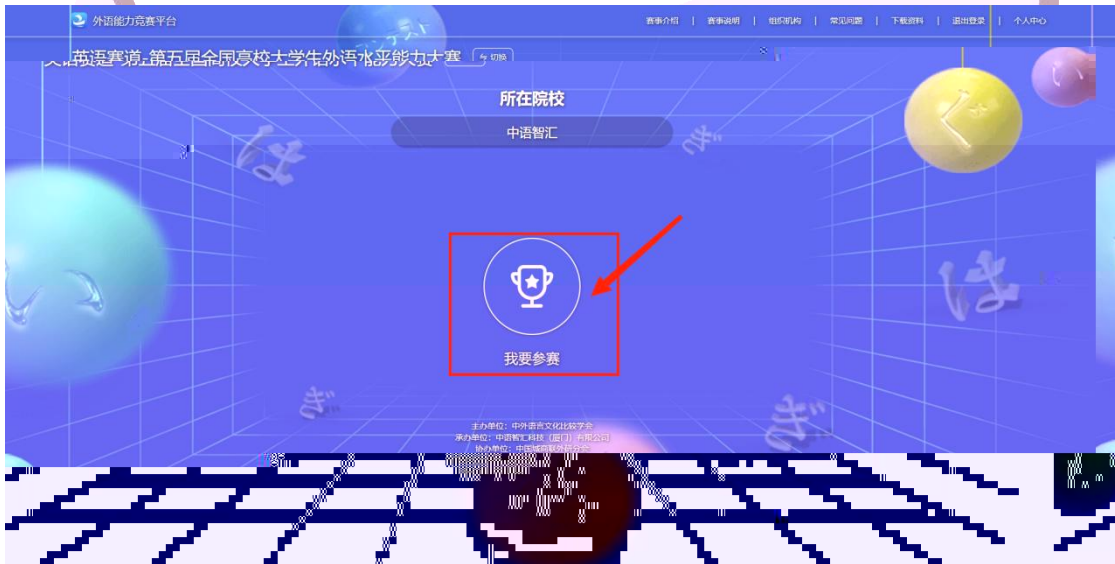 外语能力竞赛平台
赛事介绍 | 赛事说明 | 组织机构 | 常见问题 | 下载资料 | 退出登录 | 个人中心
英语赛道-第五届全国高校大学生外语水平能力大赛
切换
所在院校
中语智汇
我要参赛
主办单位：中外语言文化比较学会
承办单位：中语智汇科技（厦门）有限公司